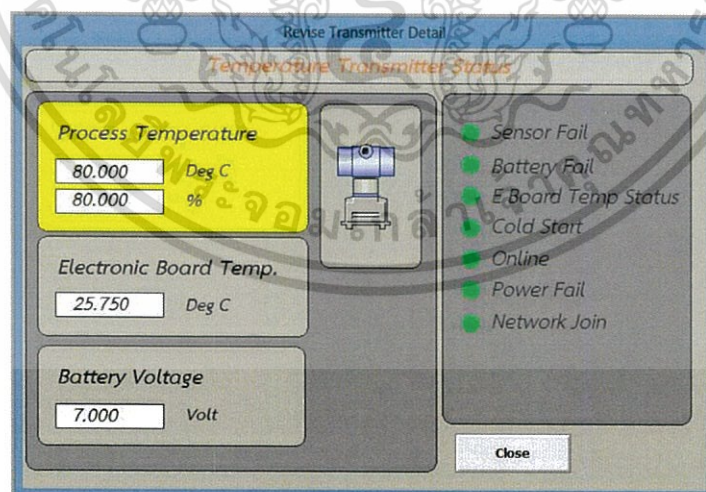 Revise Transmitter Detail
Temperature Transmitter Status
Process Temperature
80.000 Deg C
80.000 %
Electronic Board Temp.
25.750 Deg C
Battery Voltage
7.000 Volt
Sensor Fail
Battery Fail
E Board Temp Status
Cold Start
Online
Power Fail
Network Join
Close